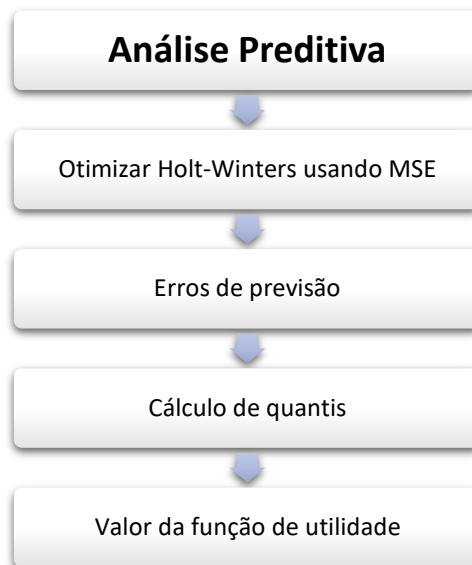 Análise Preditiva
Otimizar Holt-Winters usando MSE
Erros de previsão
Cálculo de quantis
Valor da função de utilidade